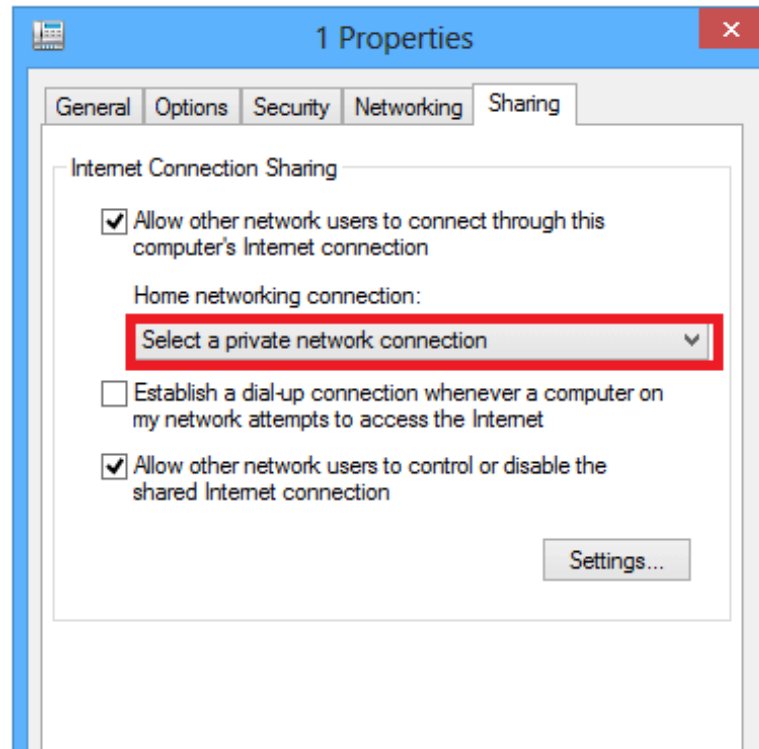 1 Properties
General Options Security Networking Sharing
Internet Connection Sharing
Allow other network users to connect through this
computer's Internet connection
Home networking connection:
Select a private network connection
Establish a dial-up connection whenever a computer on
my network attempts to access the Internet
Allow other network users to control or disable the
shared Internet connection
Settings...